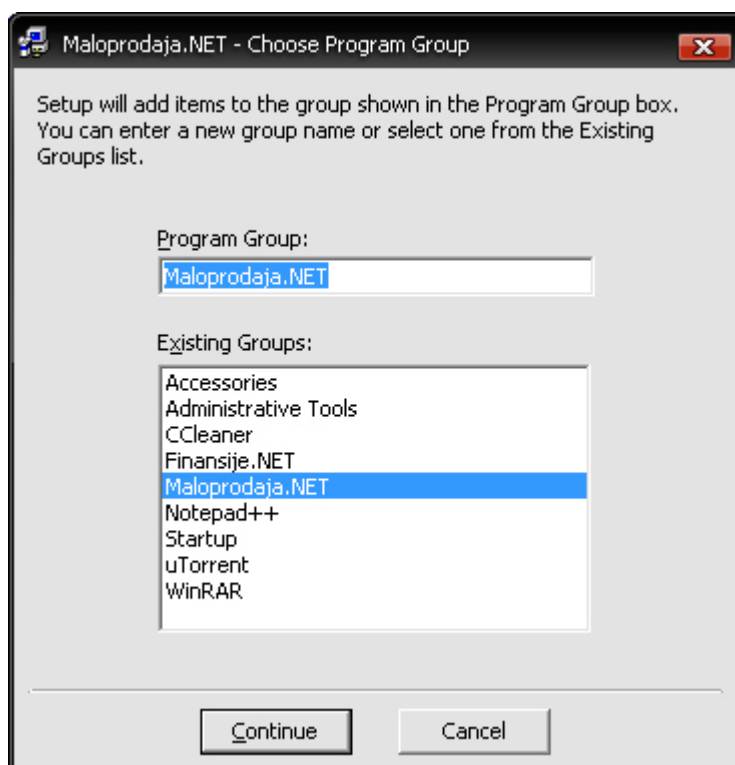 Maloprodaja.NET - Choose Program Group
Setup will add items to the group shown in the Program Group box.
You can enter a new group name or select one from the Existing
Groups list.
Program Group:
Maloprodaja.NET
Existing Groups:
Accessories
Administrative Tools
CCleaner
Finansije.NET
Maloprodaja.NET
Notepad++
Startup
uTorrent
WinRAR
Continue
Cancel